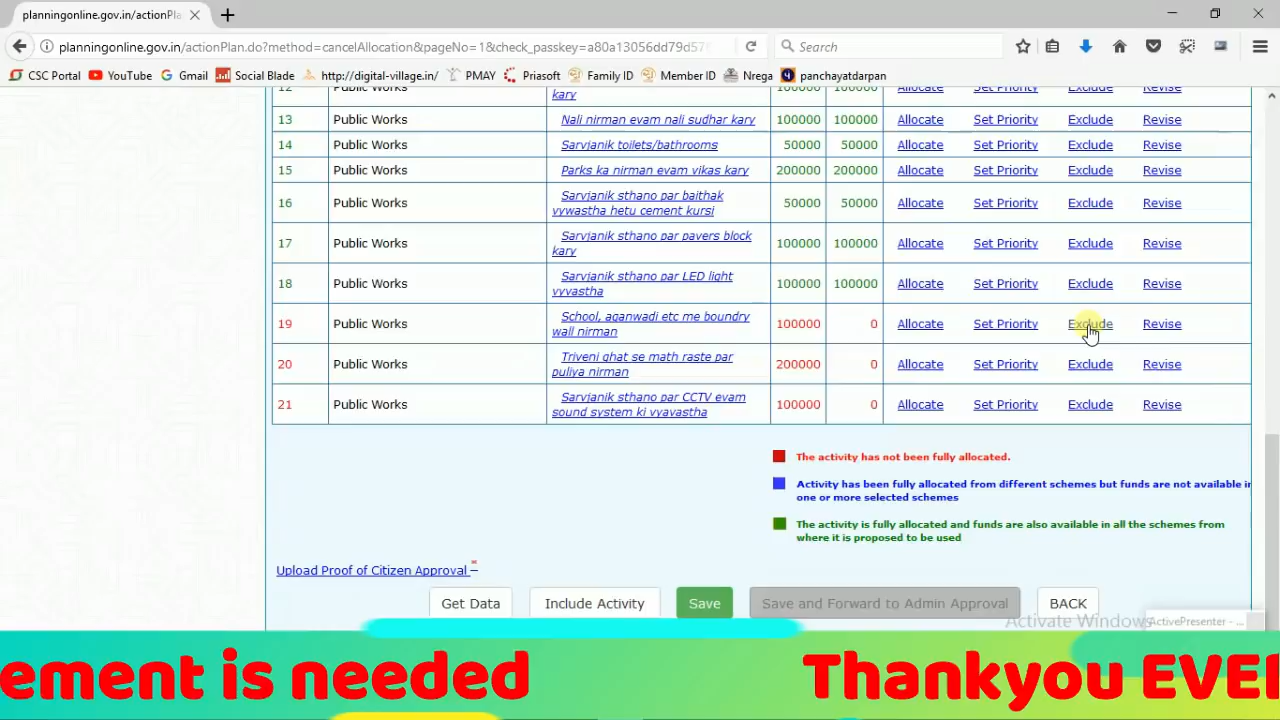 planningonline.gov.in/actionPla
planningonline.gov.in/actionPlan.do?method=cancelAllocation&pageNo=1&check_passkey=a80a13056dd79d57
Search
CSC Portal YouTube Gmail Social Blade http://digital-village.in/ PMAY Priasoft Family ID Member ID Nrega panchayatdarpan
12 Public Works kary 100000 100000 Allocate Set Priority Exclude Revise
13 Public Works Nali nirman evam nali sudhar kary 100000 100000 Allocate Set Priority Exclude Revise
14 Public Works Sarvjanik toilets/bathrooms 50000 50000 Allocate Set Priority Exclude Revise
15 Public Works Parks ka nirman evam vikas kary 200000 200000 Allocate Set Priority Exclude Revise
16 Public Works Sarvjanik sthano par baithak 50000 50000 Allocate Set Priority Exclude Revise
vywastha hetu cement kursi
17 Public Works Sarvjanik sthano par pavers block 100000 100000 Allocate Set Priority Exclude Revise
kary
18 Public Works Sarvjanik sthano par LED light 100000 100000 Allocate Set Priority Exclude Revise
vyvastha
19 Public Works School, aganwadi etc me boundry 100000 0 Allocate Set Priority Exclude Revise
wall nirman
20 Public Works Triveni ghat se math raste par 200000 0 Allocate Set Priority Exclude Revise
puliya nirman
21 Public Works Sarvjanik sthano par CCTV evam 100000 0 Allocate Set Priority Exclude Revise
sound system ki vyavastha
The activity has not been fully allocated.
Activity has been fully allocated from different schemes but funds are not available in
one or more selected schemes
The activity is fully allocated and funds are also available in all the schemes from
where it is proposed to be used
Upload Proof of Citizen Approval *
Get Data Include Activity Save Save and Forward to Admin Approval BACK
Activate Windows
ActivePresenter - ...
ement is needed Thankyou EVE